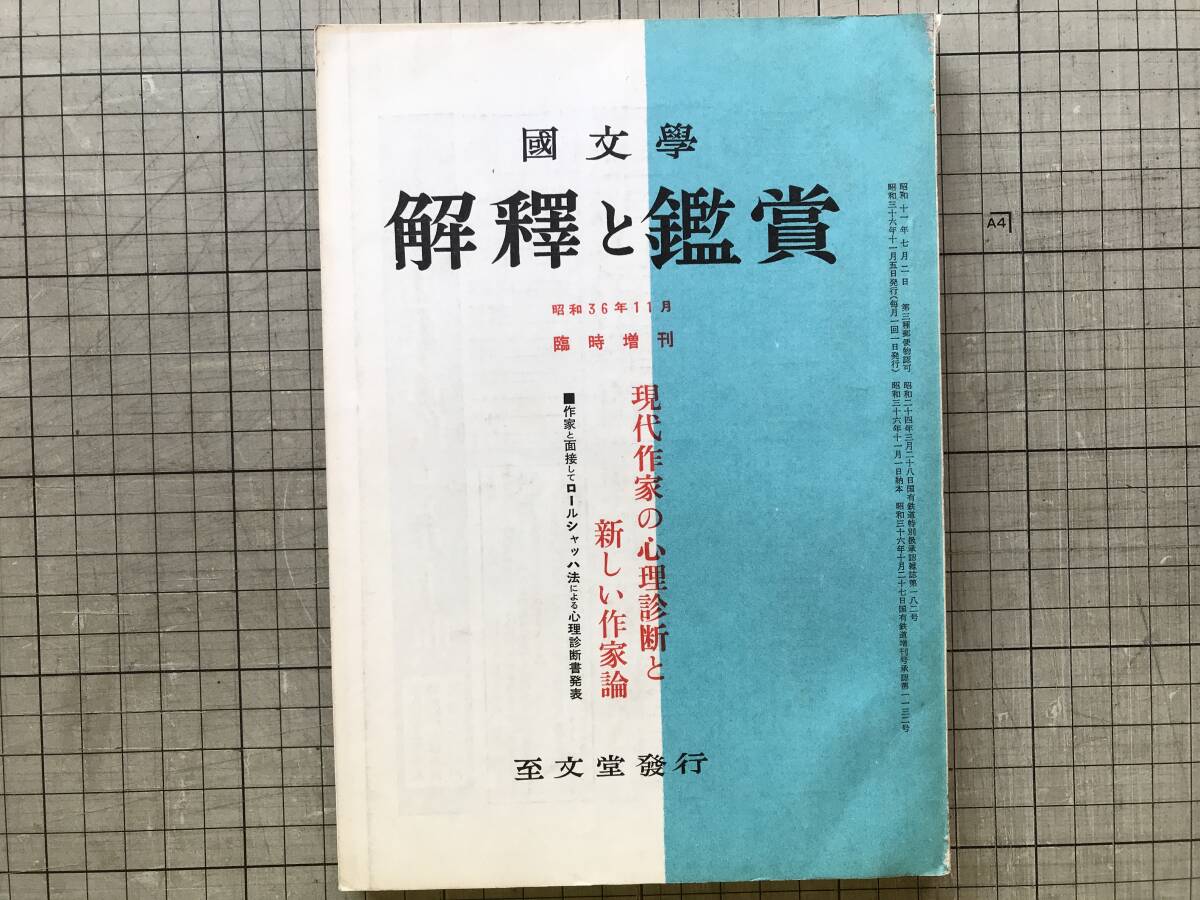 國文學
解釋と鑑賞
昭和36年11月
臨時増刊
現代作家の心理診断と
新しい作家論
■作家と面接してロールシャッハ法による心理診断書発表
至文堂發行
昭和十一年七月二日 第三種郵便物認可 昭和二十四年三月二十八日国有鉄道特別扱承認雑誌第一八二号
昭和三十六年十一月五日発行(毎月一回一日発行) 昭和三十六年十一月一日納本 昭和三十六年十月二十七日国有鉄道増刊号承認第一一三二号
A4